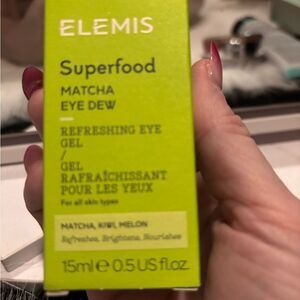 ELEMIS
Superfood
MATCHA
EYE DEW
REFRESHING EYE
GEL
/
GEL
RAFRAÎCHISSANT
POUR LES YEUX
For all skin types
MATCHA, KIWI, MELON
Refreshes, Brightens, Nourishes
15ml e 0.5 US fl.oz.